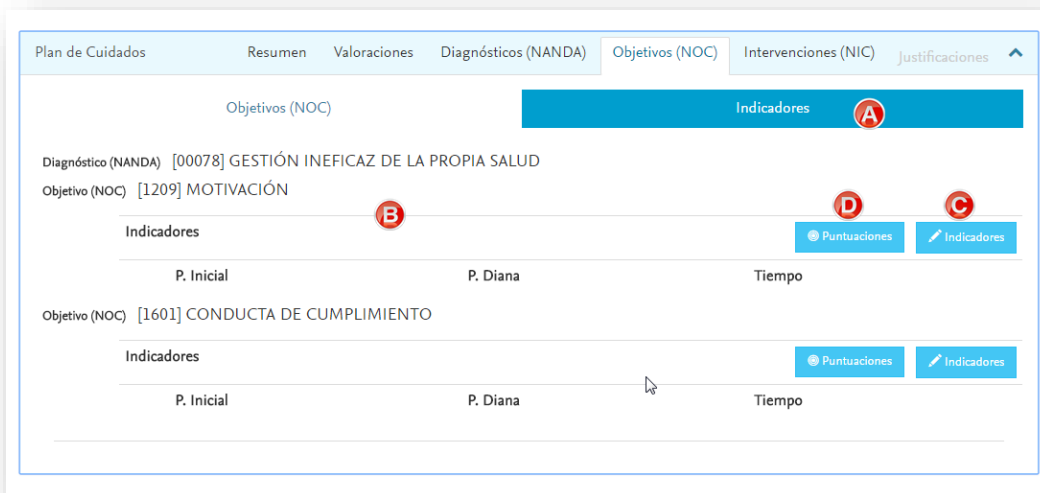 Plan de Cuidados Resumen Valoraciones Diagnósticos (NANDA) Objetivos (NOC) Intervenciones (NIC) Justificaciones
Objetivos (NOC) Indicadores A
Diagnóstico (NANDA) [00078] GESTIÓN INEFICAZ DE LA PROPIA SALUD
Objetivo (NOC) [1209] MOTIVACIÓN
B D C
Indicadores Puntuaciones Indicadores
P. Inicial P. Diana Tiempo
Objetivo (NOC) [1601] CONDUCTA DE CUMPLIMIENTO
Indicadores Puntuaciones Indicadores
P. Inicial P. Diana Tiempo